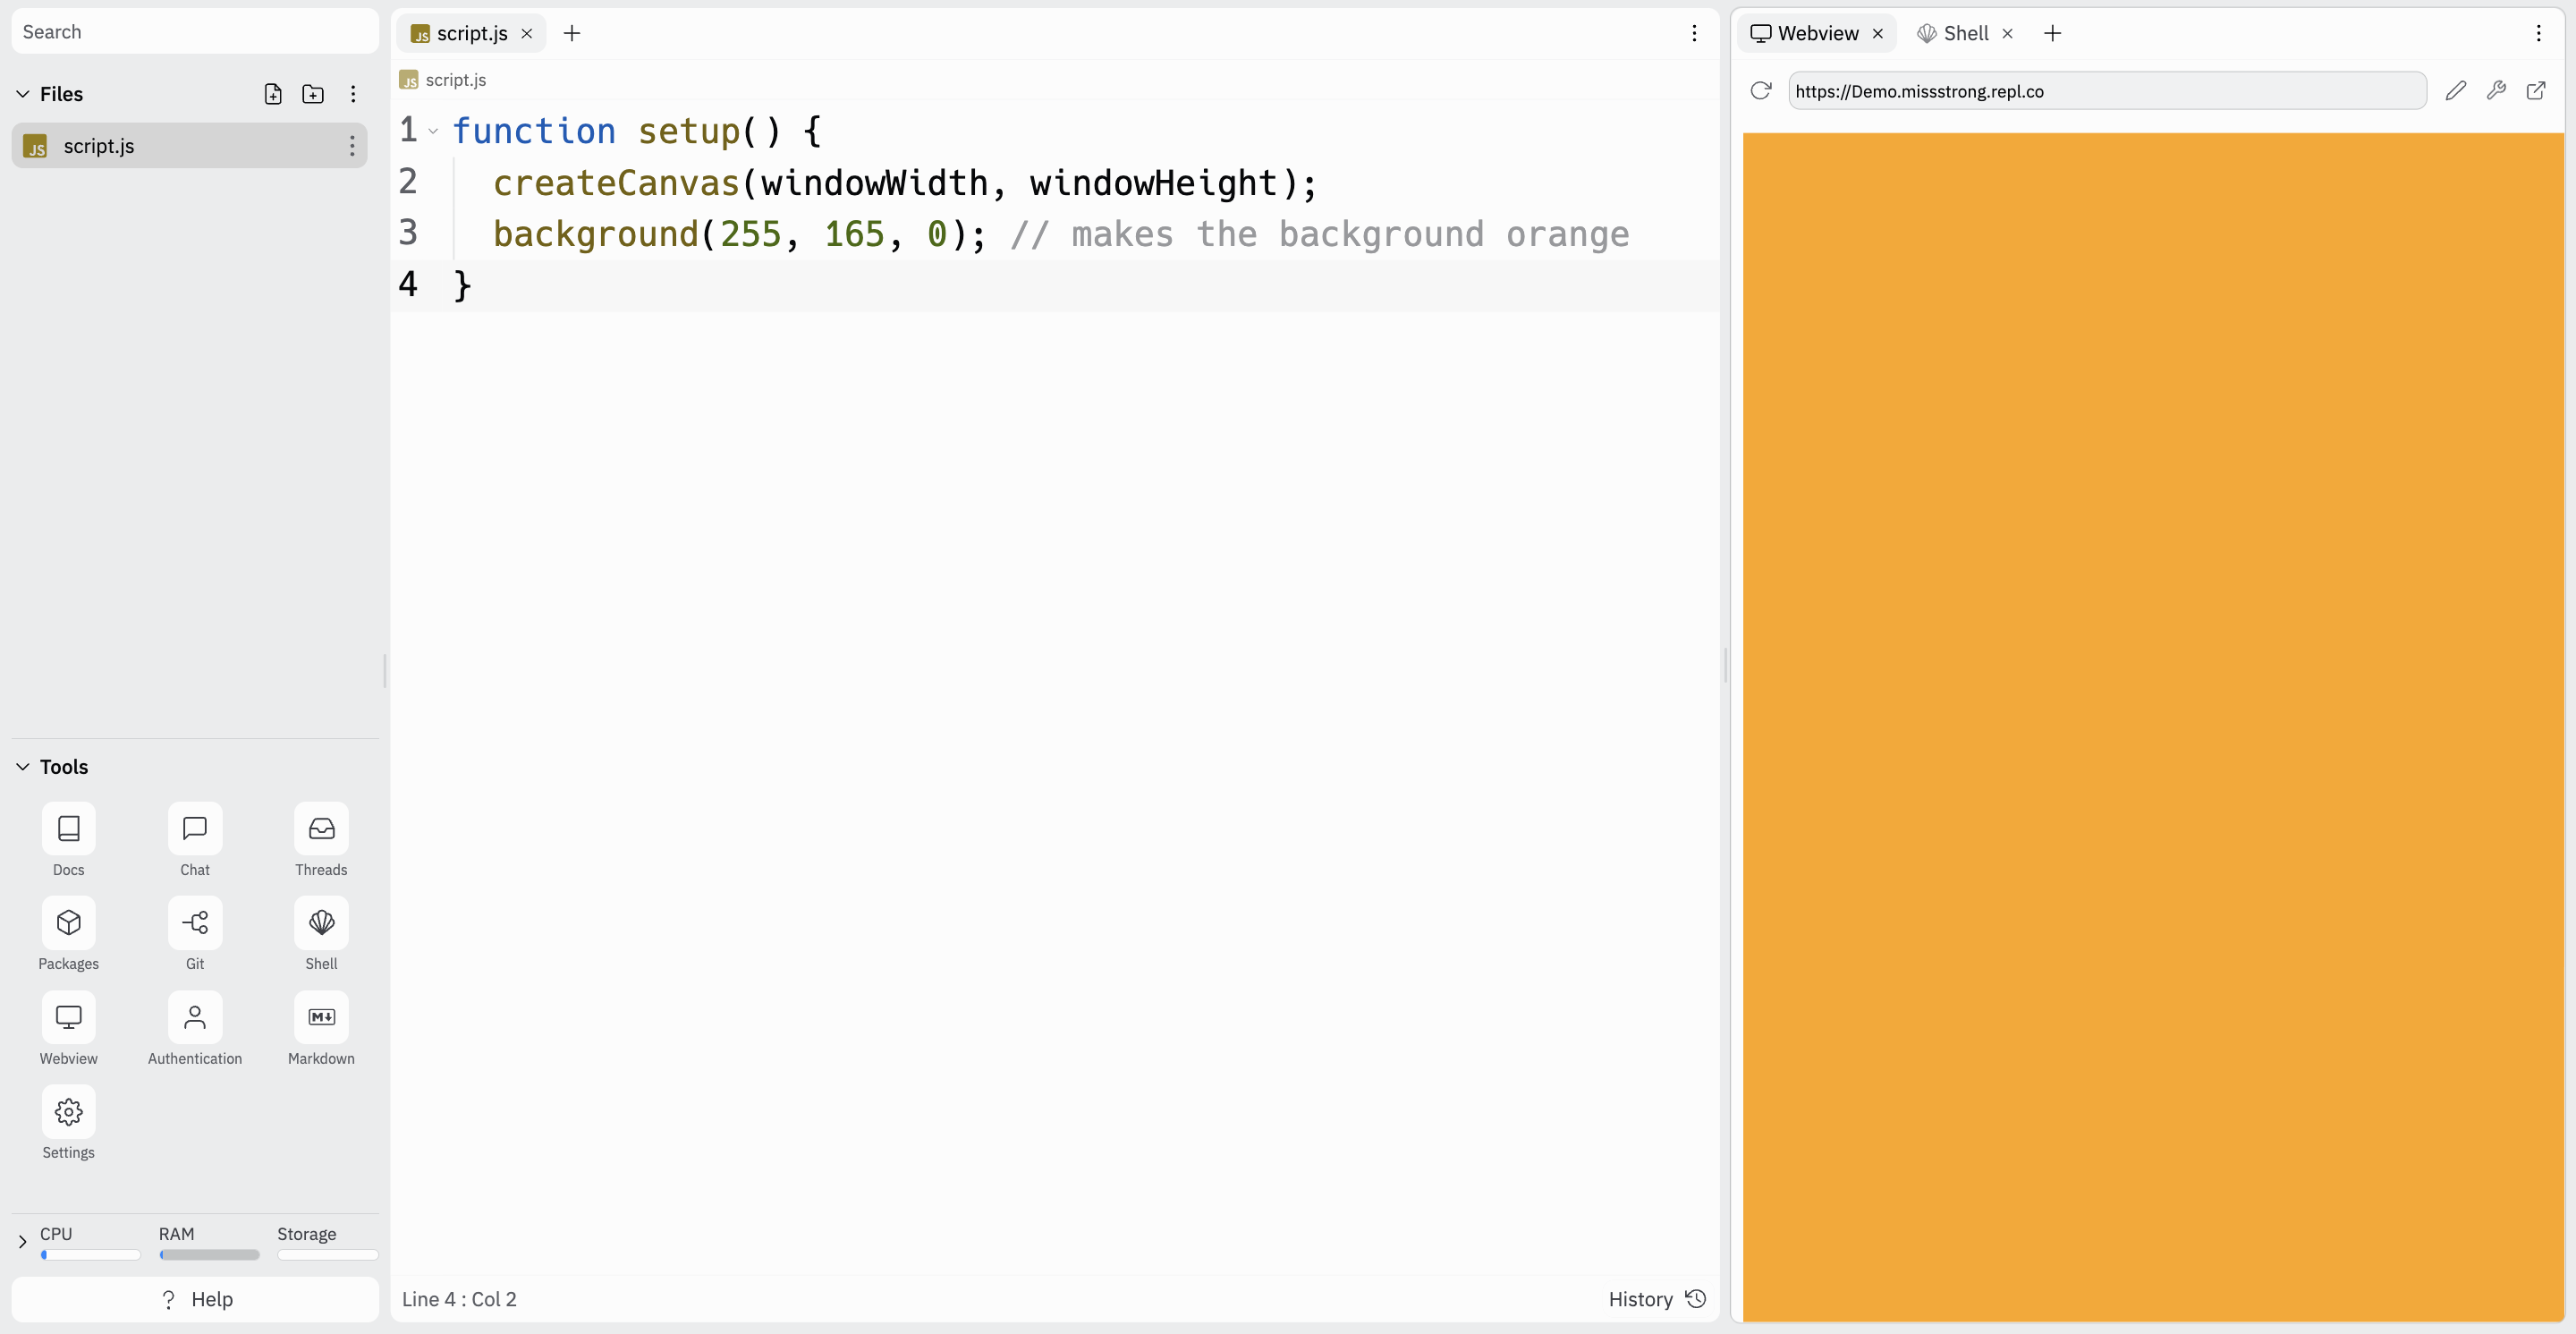 Search
Files
JS script.js
Tools
Docs Chat Threads
Packages Git Shell
Webview Authentication Markdown
Settings
CPU RAM Storage
? Help
JS script.js
JS script.js
1 function setup() {
2 createCanvas(windowWidth, windowHeight);
3 background(255, 165, 0); // makes the background orange
4 }
Line 4 : Col 2 History
Webview Shell
https://Demo.missstrong.repl.co